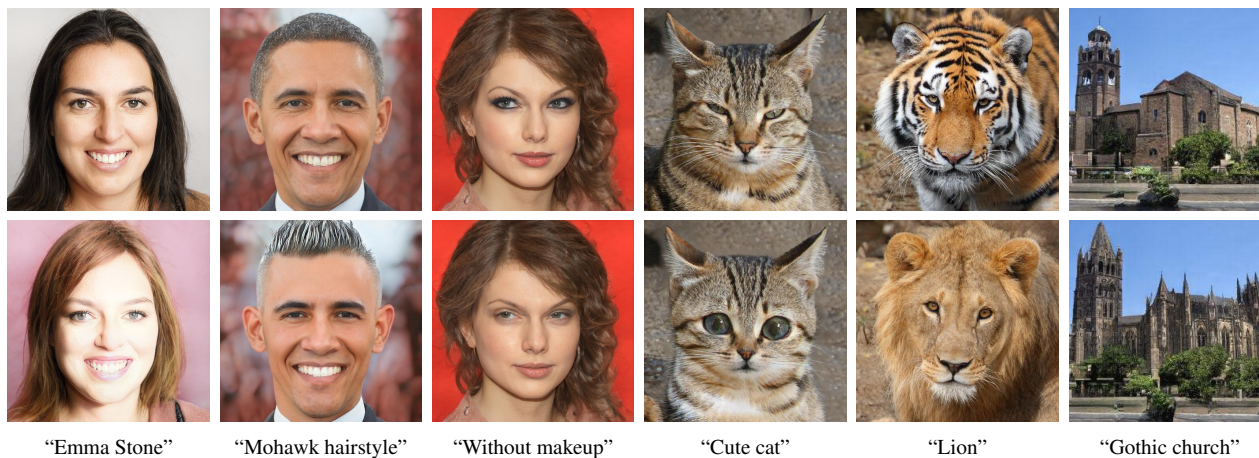 “Emma Stone” “Mohawk hairstyle” “Without makeup” “Cute cat” “Lion” “Gothic church”